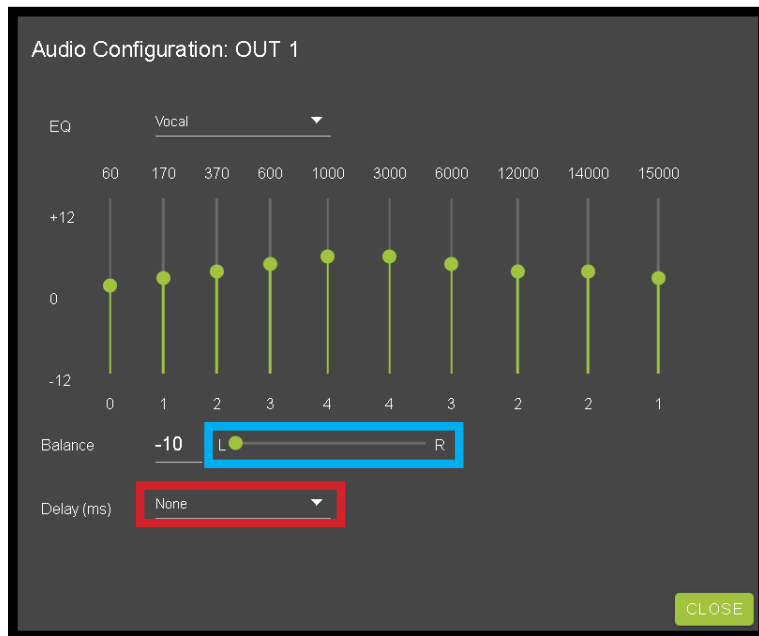 Audio Configuration: OUT 1
EQ Vocal
60 170 370 600 1000 3000 6000 12000 14000 15000
+12
0
-12
0 1 2 3 4 4 3 2 2 1
Balance -10 L R
Delay (ms) None
CLOSE